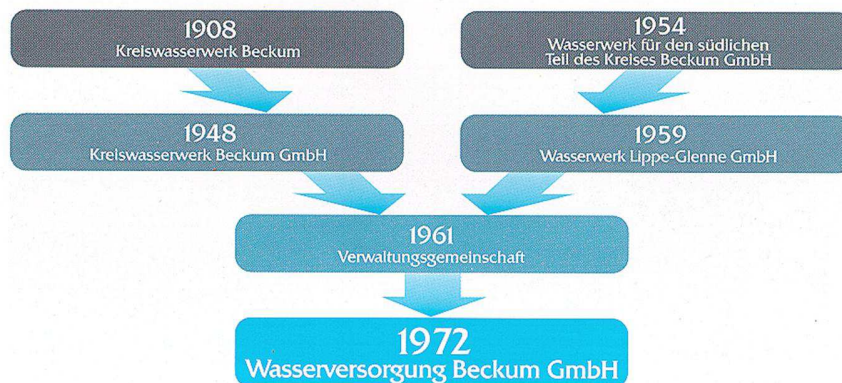 1908
Kreiswasserwerk Beckum
1954
Wasserwerk für den südlichen
Teil des Kreises Beckum GmbH
1948
Kreiswasserwerk Beckum GmbH
1959
Wasserwerk Lippe-Glenne GmbH
1961
Verwaltungsgemeinschaft
1972
Wasserversorgung Beckum GmbH